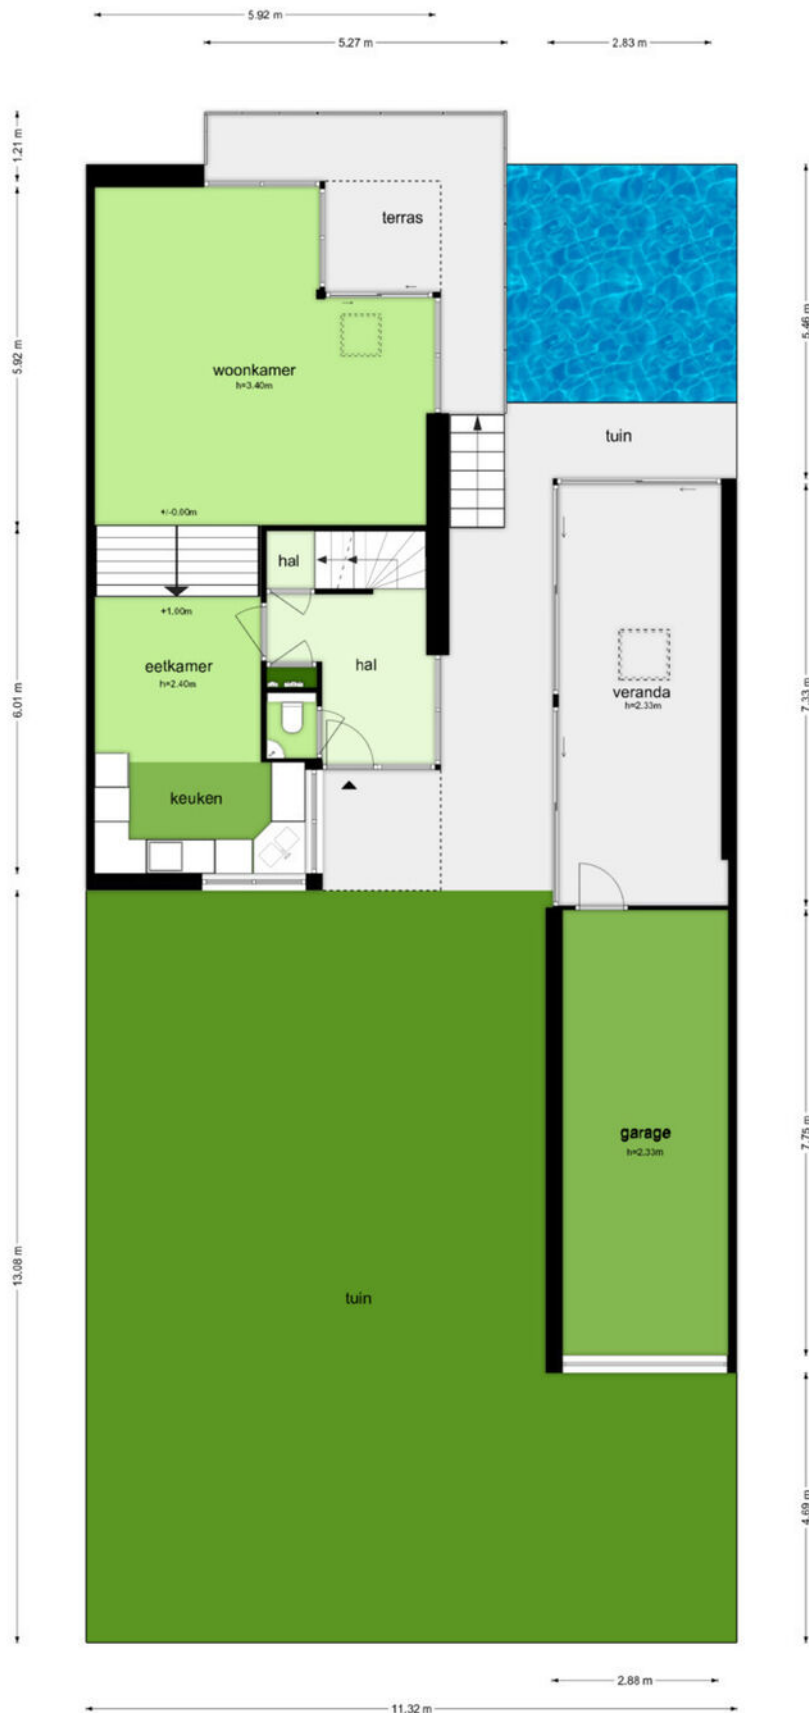 5.92 m
5.27 m
2.83 m
1.21 m
terras
5.92 m
5.46 m
woonkamer
h=3.40m
tuin
+/-0.00m
hal
+1.00m
eetkamer
h=2.40m
hal
veranda
h=2.33m
6.01 m
7.33 m
keuken
garage
h=2.33m
7.75 m
13.08 m
tuin
4.69 m
2.88 m
11.32 m